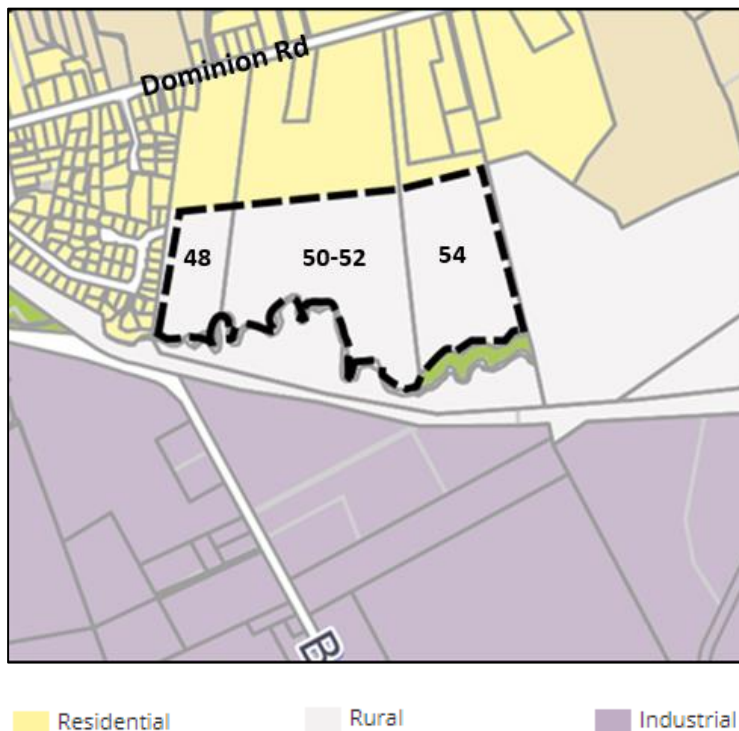 Dominion Rd
48
50-52
54
B
Residential
Rural
Industrial